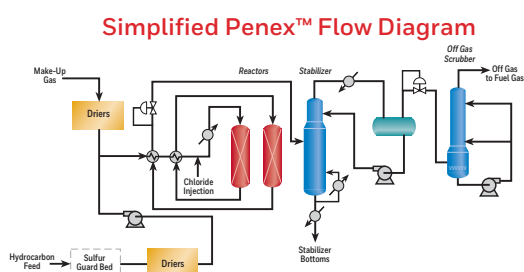 Simplified Penex™ Flow Diagram
Make-Up
Gas
Driers
Reactors
Stabilizer
Off Gas
Scrubber
Off Gas
to Fuel Gas
Chloride
Injection
Hydrocarbon
Feed
Sulfur
Guard Bed
Driers
Stabilizer
Bottoms